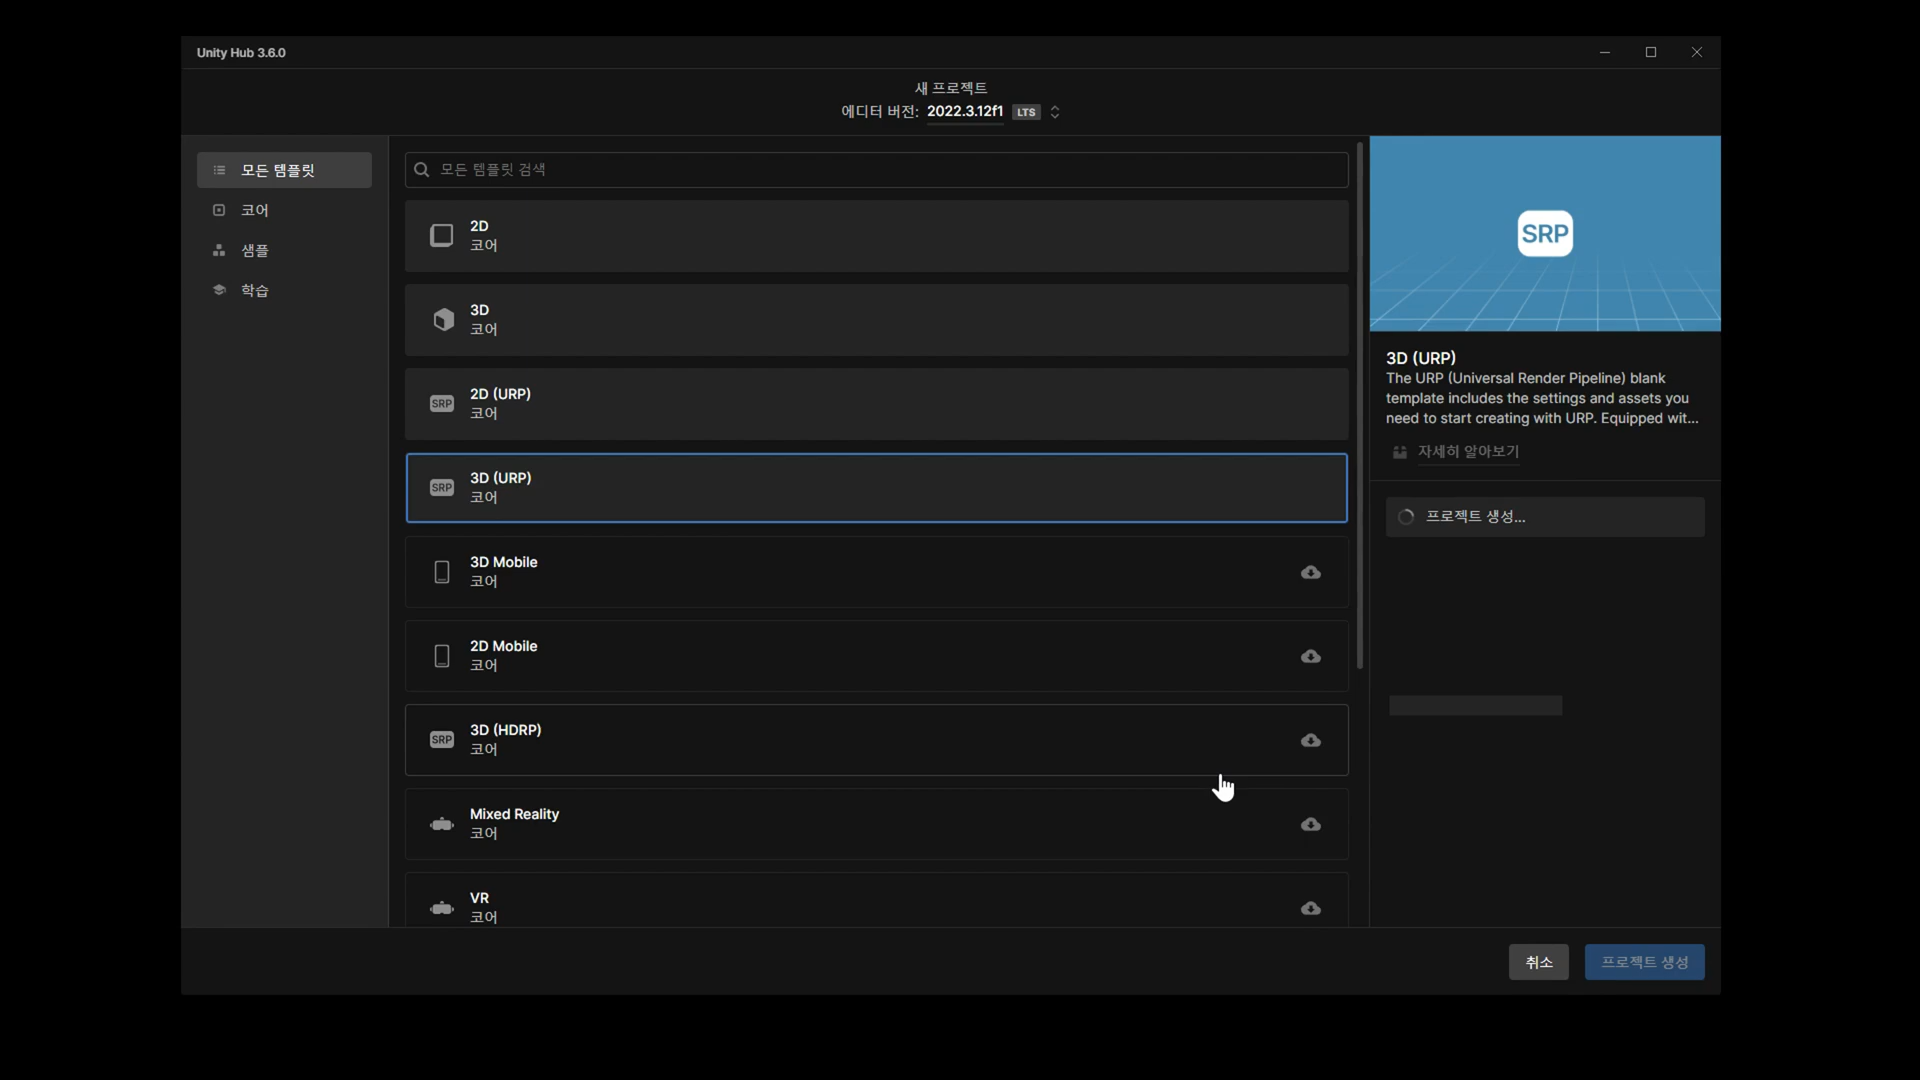 Unity Hub 3.6.0
새 프로젝트
에디터 버전: 2022.3.12f1 LTS
모든 템플릿
코어
샘플
학습
모든 템플릿 검색
2D
코어
3D
코어
SRP
2D (URP)
코어
SRP
3D (URP)
코어
3D Mobile
코어
2D Mobile
코어
SRP
3D (HDRP)
코어
Mixed Reality
코어
VR
코어
SRP
3D (URP)
The URP (Universal Render Pipeline) blank
template includes the settings and assets you
need to start creating with URP. Equipped wit...
자세히 알아보기
프로젝트 생성...
취소
프로젝트 생성